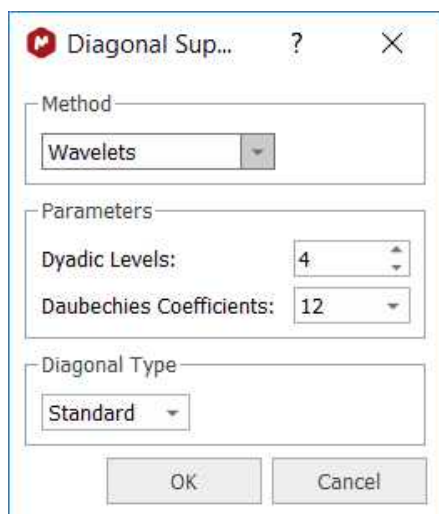 Diagonal Sup... ?
Method
Wavelets
Parameters
Dyadic Levels: 4
Daubechies Coefficients: 12
Diagonal Type
Standard
OK Cancel